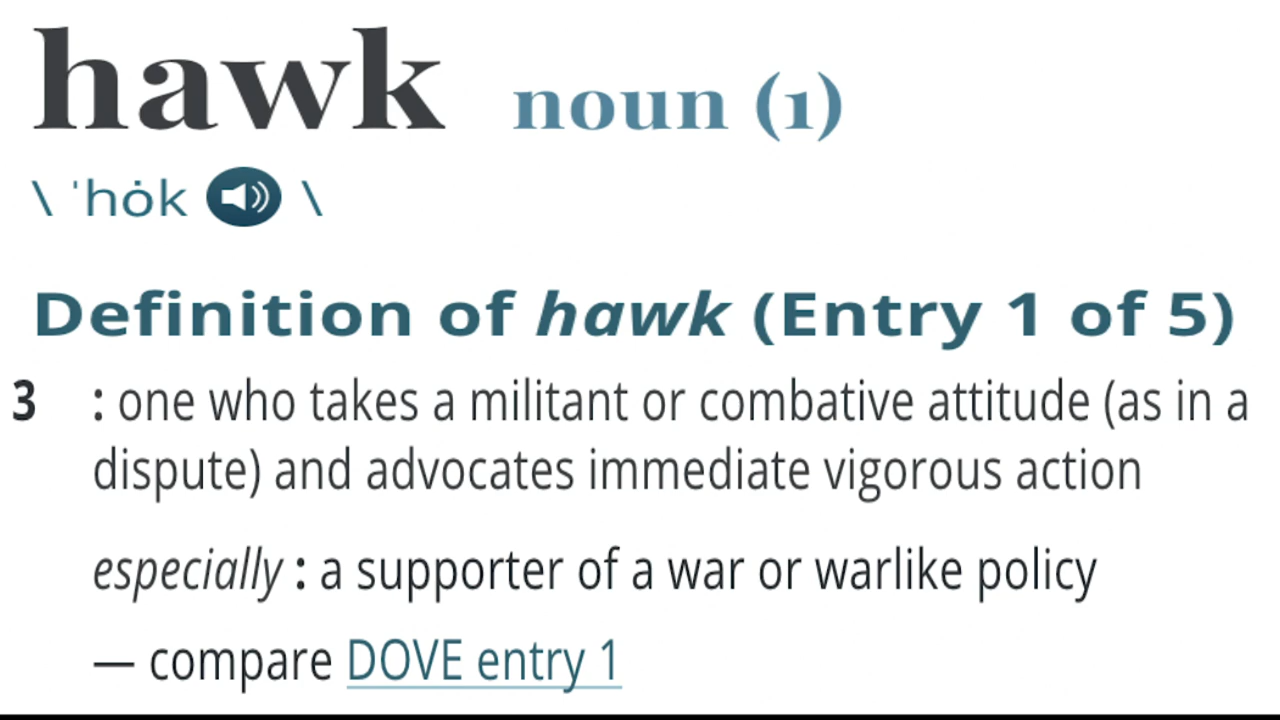 hawk noun (1)
\ ˈhȯk \
Definition of hawk (Entry 1 of 5)
3 : one who takes a militant or combative attitude (as in a
dispute) and advocates immediate vigorous action
especially : a supporter of a war or warlike policy
— compare DOVE entry 1